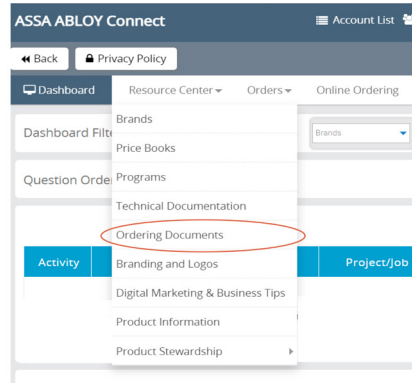 ASSA ABLOY Connect
Account List
Back
Privacy Policy
Dashboard
Resource Center
Orders
Online Ordering
Brands
Dashboard Filte
Brands
Price Books
Question Orde
Programs
Technical Documentation
Ordering Documents
Activity
Branding and Logos
Project/Job
Digital Marketing & Business Tips
Product Information
Product Stewardship